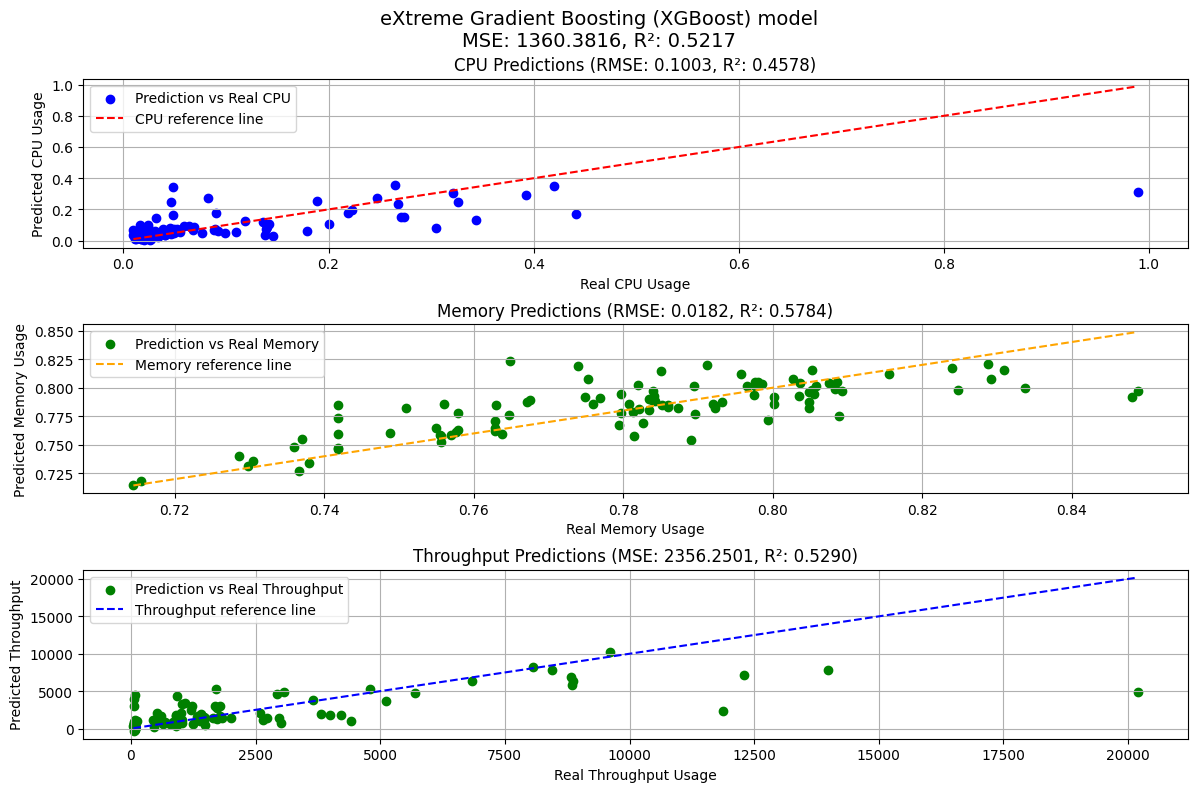 eXtreme Gradient Boosting (XGBoost) model
MSE: 1360.3816, R²: 0.5217
CPU Predictions (RMSE: 0.1003, R²: 0.4578)
Predicted CPU Usage
1.0
0.8
0.6
0.4
0.2
0.0
Prediction vs Real CPU
CPU reference line
0.0 0.2 0.4 0.6 0.8 1.0
Real CPU Usage
Memory Predictions (RMSE: 0.0182, R²: 0.5784)
Predicted Memory Usage
0.850
0.825
0.800
0.775
0.750
0.725
Prediction vs Real Memory
Memory reference line
0.72 0.74 0.76 0.78 0.80 0.82 0.84
Real Memory Usage
Throughput Predictions (MSE: 2356.2501, R²: 0.5290)
Predicted Throughput
20000
15000
10000
5000
0
Prediction vs Real Throughput
Throughput reference line
0 2500 5000 7500 10000 12500 15000 17500 20000
Real Throughput Usage